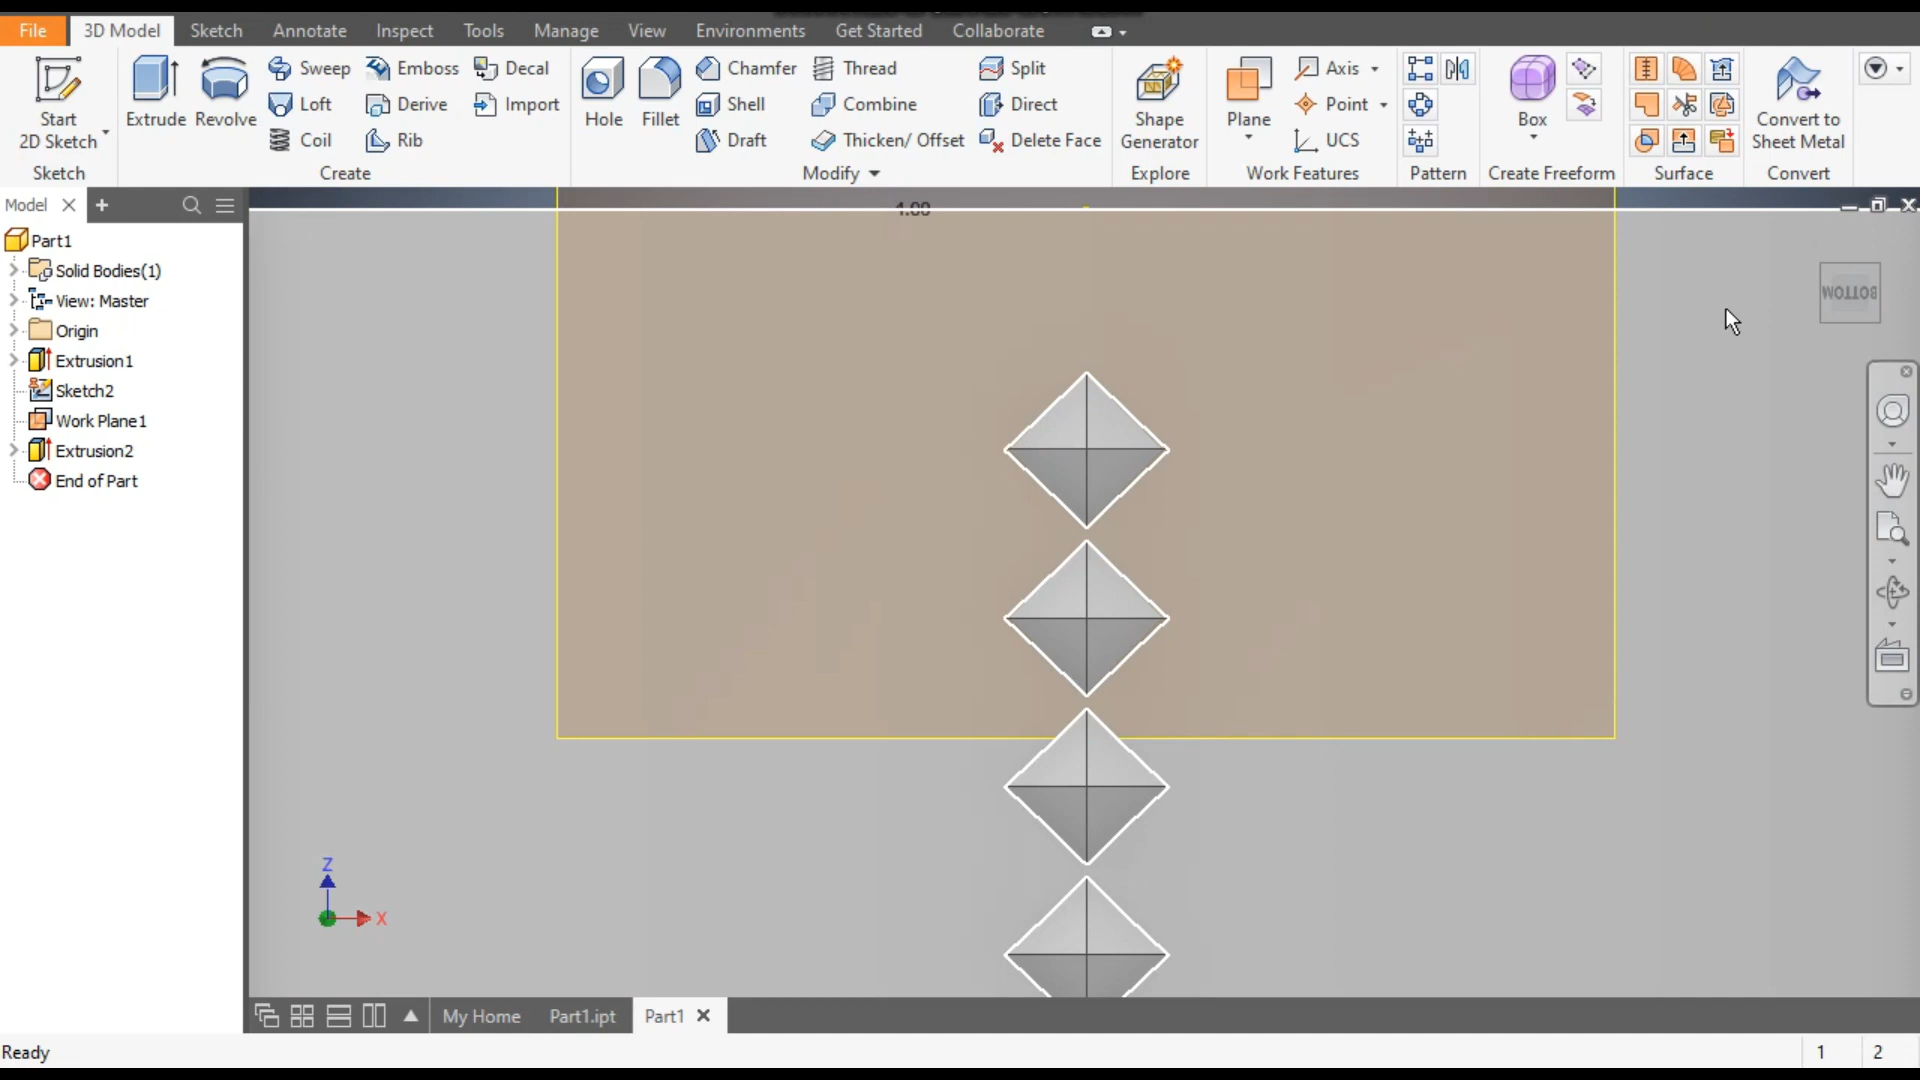 File 3D Model Sketch Annotate Inspect Tools Manage View Environments Get Started Collaborate
Start 2D Sketch
Extrude
Revolve
Sweep
Loft
Coil
Emboss
Derive
Rib
Decal
Import
Hole
Fillet
Chamfer
Shell
Draft
Thread
Combine
Thicken/ Offset
Split
Direct
Delete Face
Shape Generator
Plane
Axis
Point
UCS
Box
Convert to Sheet Metal
Sketch Create Modify Explore Work Features Pattern Create Freeform Surface Convert
Model
Part1
Solid Bodies(1)
View: Master
Origin
Extrusion1
Sketch2
Work Plane1
Extrusion2
End of Part
1.00
BOTTOM
Z
X
My Home Part1.ipt Part1
Ready 1 2